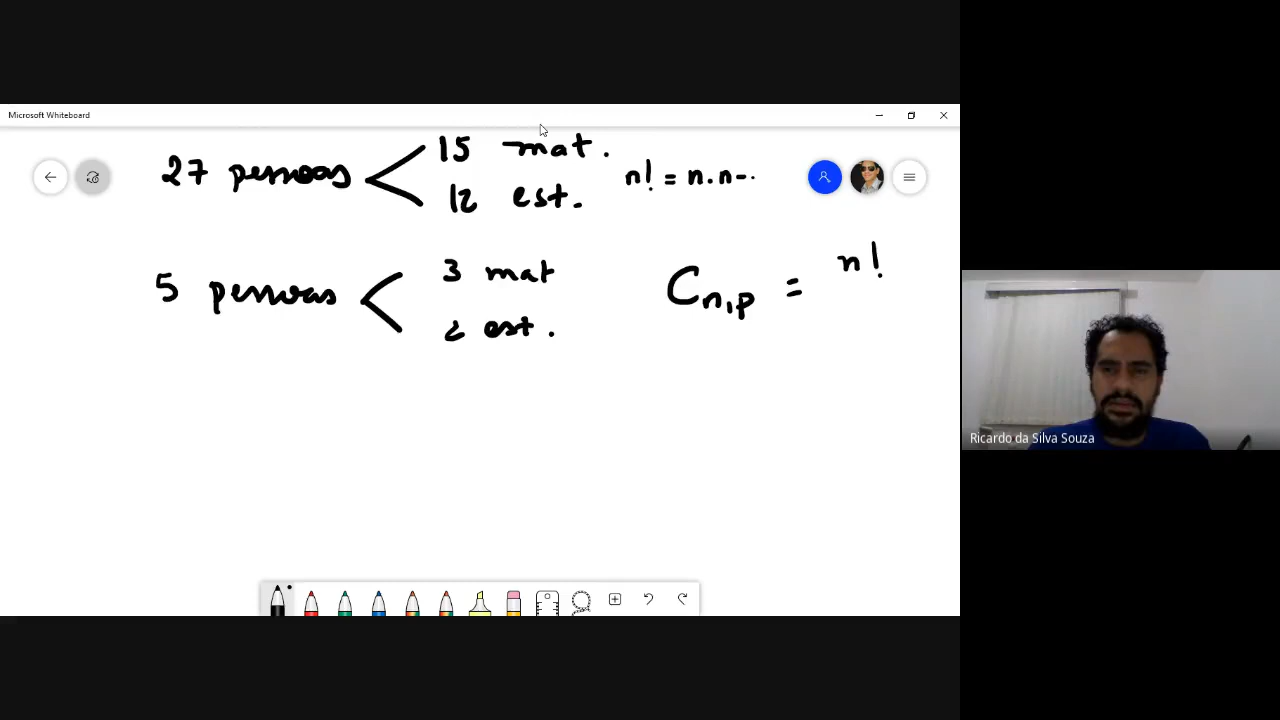 Microsoft Whiteboard
27 pessoas < 15 mat.
12 est.
n! = n.n-.
5 pessoas < 3 mat
2 est.
Cn,p = n!
Ricardo da Silva Souza